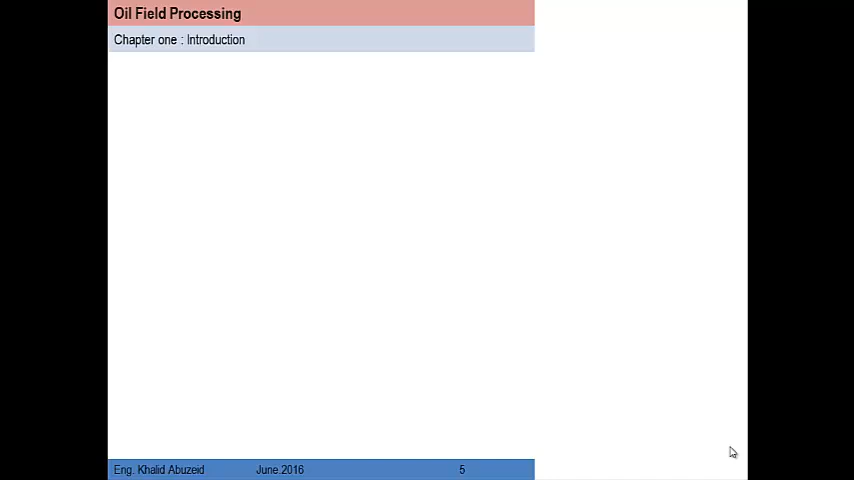 Oil Field Processing
Chapter one : Introduction
Eng. Khalid Abuzeid June.2016 5